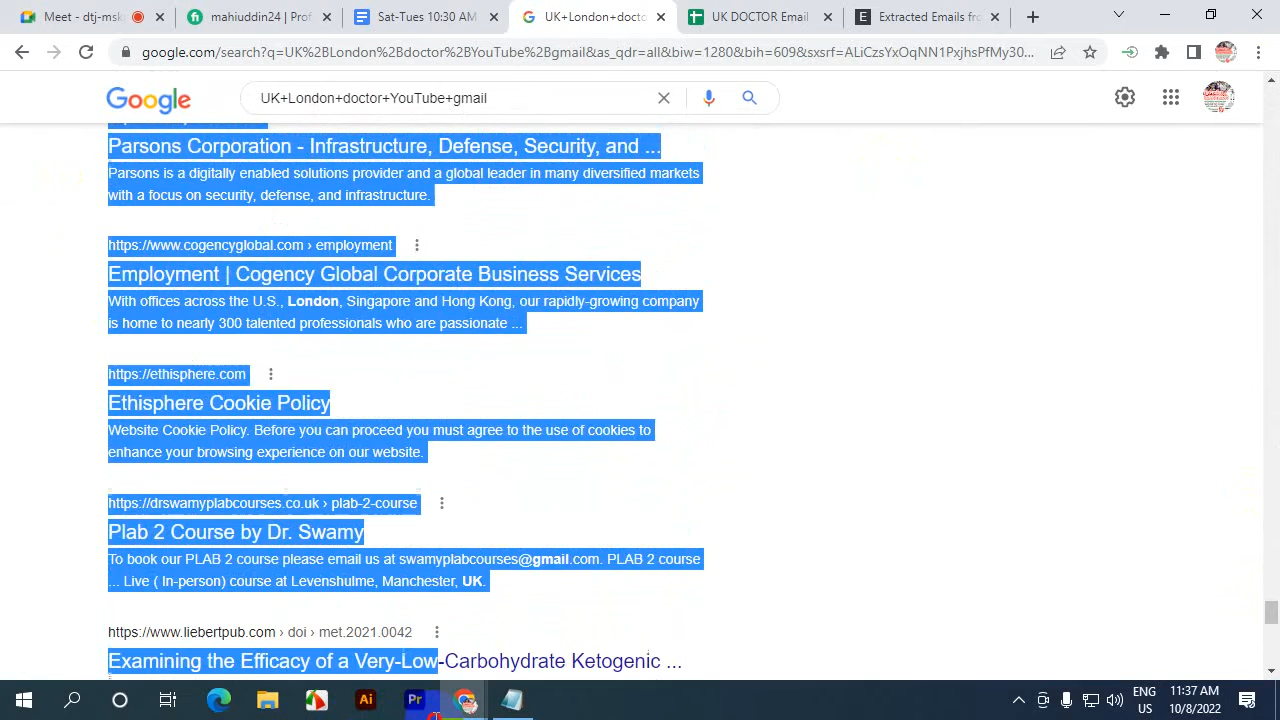 Meet - dtj-msk
mahiuddin24 | Prof
Sat-Tues 10:30 AM
UK+London+docto
UK DOCTOR Email
Extracted Emails fro
google.com/search?q=UK%2BLondon%2Bdoctor%2BYouTube%2Bgmail&as_qdr=all&biw=1280&bih=609&sxsrf=ALiCzsYxOqNN1PxjhsPfMy30...
Google
UK+London+doctor+YouTube+gmail
Parsons Corporation - Infrastructure, Defense, Security, and ...
Parsons is a digitally enabled solutions provider and a global leader in many diversified markets
with a focus on security, defense, and infrastructure.
https://www.cogencyglobal.com › employment
Employment | Cogency Global Corporate Business Services
With offices across the U.S., London, Singapore and Hong Kong, our rapidly-growing company
is home to nearly 300 talented professionals who are passionate ...
https://ethisphere.com
Ethisphere Cookie Policy
Website Cookie Policy. Before you can proceed you must agree to the use of cookies to
enhance your browsing experience on our website.
https://drswamyplabcourses.co.uk › plab-2-course
Plab 2 Course by Dr. Swamy
To book our PLAB 2 course please email us at swamyplabcourses@gmail.com. PLAB 2 course
... Live ( In-person) course at Levenshulme, Manchester, UK.
https://www.liebertpub.com › doi › met.2021.0042
Examining the Efficacy of a Very-Low-Carbohydrate Ketogenic ...
Ai
Pr
ENG
US
11:37 AM
10/8/2022